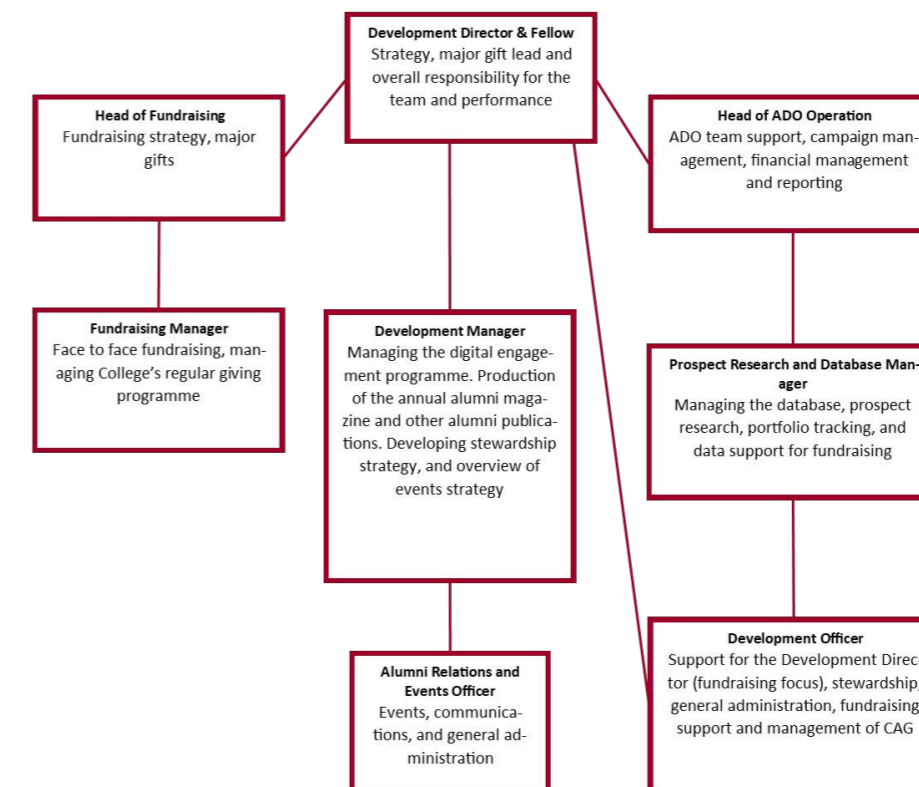 Development Director & Fellow
Strategy, major gift lead and
overall responsibility for the
team and performance
Head of Fundraising
Fundraising strategy, major
gifts
Head of ADO Operation
ADO team support, campaign man-
agement, financial management
and reporting
Fundraising Manager
Face to face fundraising, man-
aging College's regular giving
programme
Development Manager
Managing the digital engage-
ment programme. Production
of the annual alumni maga-
zine and other alumni publica-
tions. Developing stewardship
strategy, and overview of
events strategy
Prospect Research and Database Man-
ager
Managing the database, prospect
research, portfolio tracking, and
data support for fundraising
Alumni Relations and
Events Officer
Events, communica-
tions, and general ad-
ministration
Development Officer
Support for the Development Direc-
tor (fundraising focus), stewardship,
general administration, fundraising
support and management of CAG